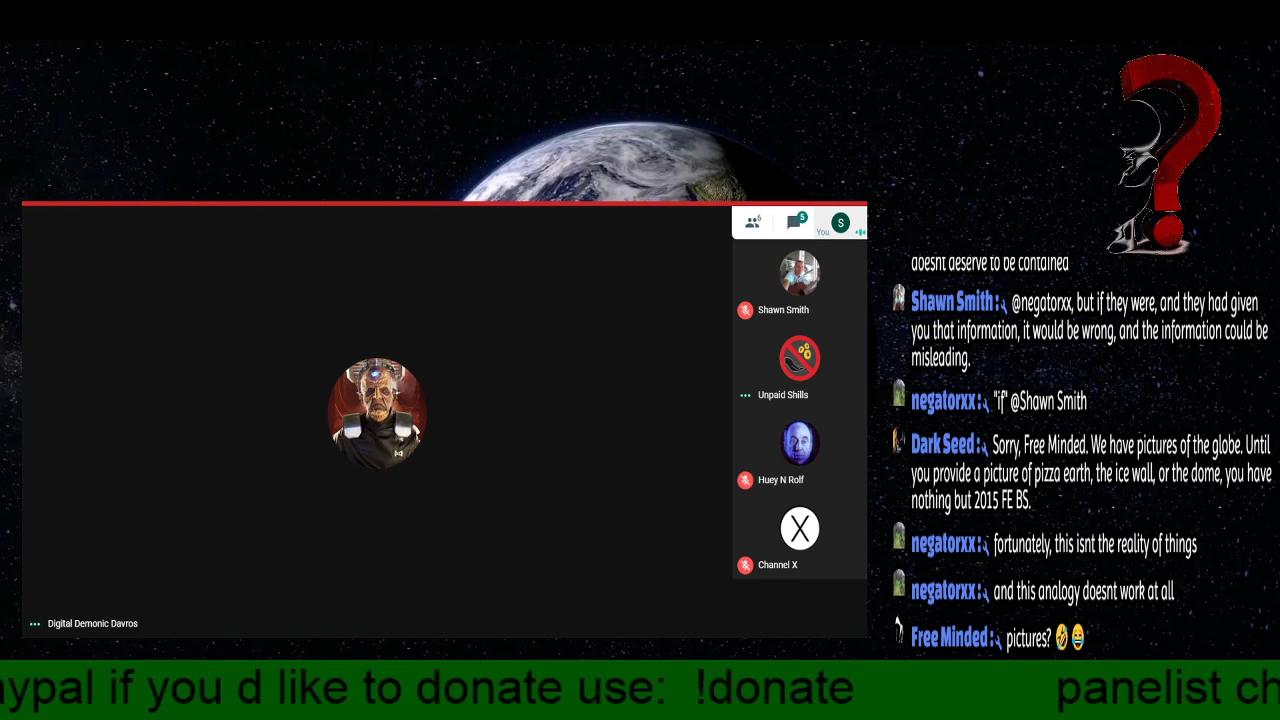 6
5
You
S
Shawn Smith
Unpaid Shills
Huey N Rolf
X
Channel X
Digital Demonic Davros
?
doesnt deserve to be contained
Shawn Smith: @negatorxx, but if they were, and they had given
you that information, it would be wrong, and the information could be
misleading.
negatorxx: "if" @Shawn Smith
Dark Seed: Sorry, Free Minded. We have pictures of the globe. Until
you provide a picture of pizza earth, the ice wall, or the dome, you have
nothing but 2015 FE BS.
negatorxx: fortunately, this isnt the reality of things
negatorxx: and this analogy doesnt work at all
Free Minded: pictures? 🤣😂
aypal if you d like to donate use: !donate panelist ch